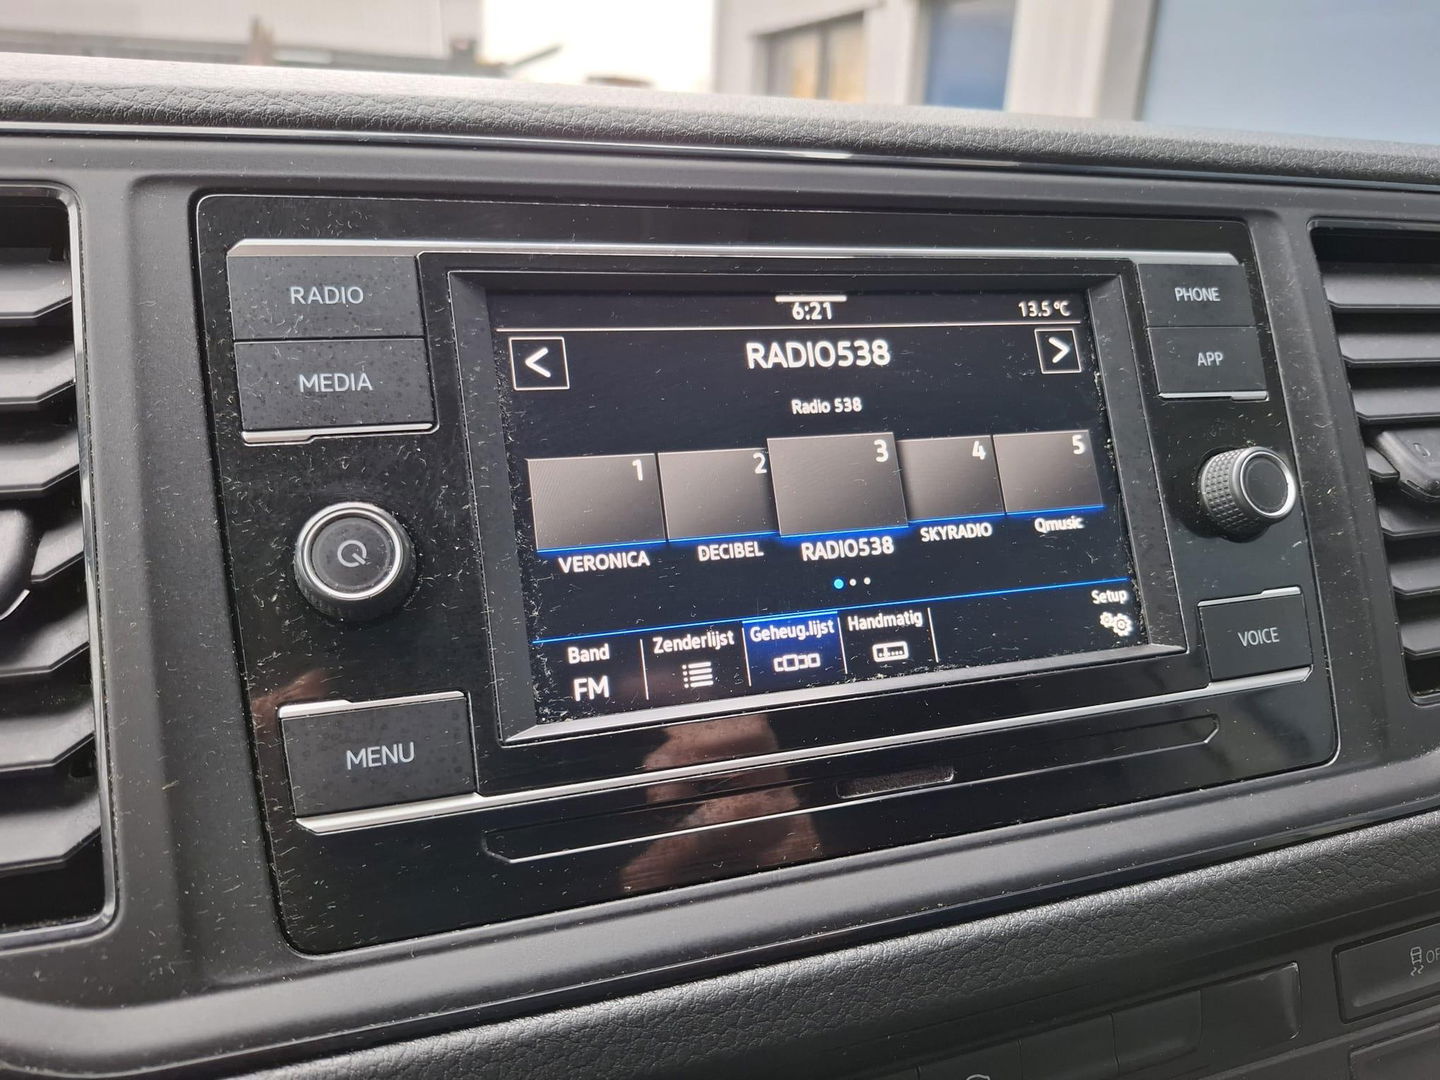 RADIO
MEDIA
MENU
6:21
13.5 °C
<
RADIO538
>
Radio 538
1
2
3
4
5
VERONICA
DECIBEL
RADIO538
SKYRADIO
Qmusic
Band
FM
Zenderlijst
Geheug.lijst
Handmatig
Setup
PHONE
APP
VOICE